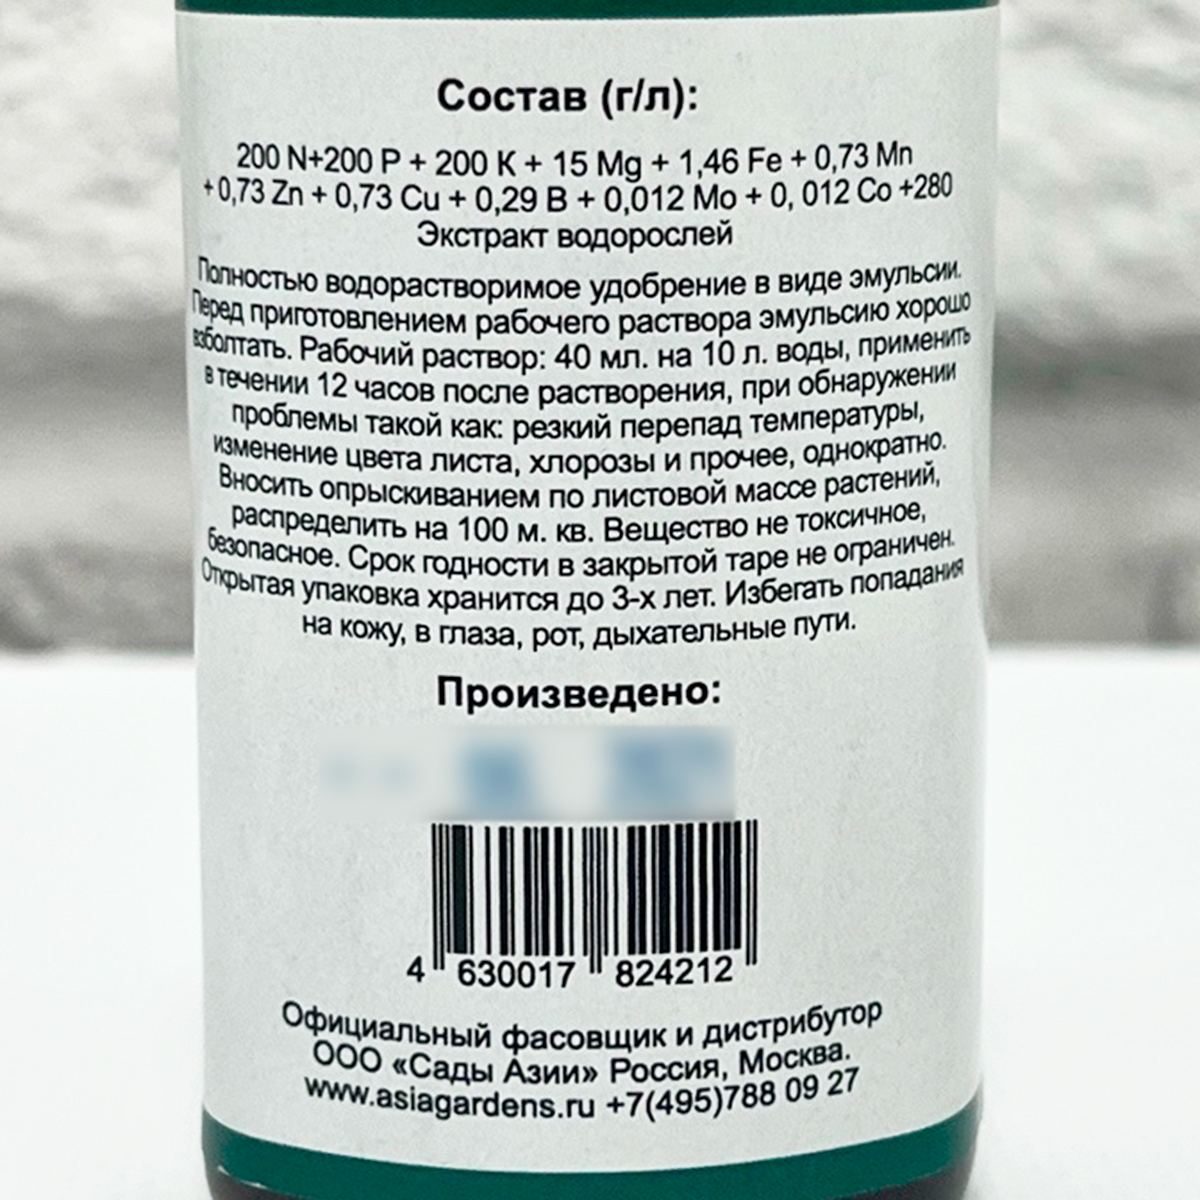 Состав (г/л):
200 N+200 P + 200 K + 15 Mg + 1,46 Fe + 0,73 Mn
+0,73 Zn + 0,73 Cu + 0,29 B + 0,012 Mo + 0, 012 Co +280
Экстракт водорослей
Полностью водорастворимое удобрение в виде эмульсии.
Перед приготовлением рабочего раствора эмульсию хорошо
взболтать. Рабочий раствор: 40 мл. на 10 л. воды, применить
в течении 12 часов после растворения, при обнаружении
проблемы такой как: резкий перепад температуры,
изменение цвета листа, хлорозы и прочее, однократно.
Вносить опрыскиванием по листовой массе растений,
распределить на 100 м. кв. Вещество не токсичное,
безопасное. Срок годности в закрытой таре не ограничен.
Открытая упаковка хранится до 3-х лет. Избегать попадания
на кожу, в глаза, рот, дыхательные пути.
Произведено:
4 630017 824212
Официальный фасовщик и дистрибутор
ООО «Сады Азии» Россия, Москва.
www.asiagardens.ru +7(495)788 09 27